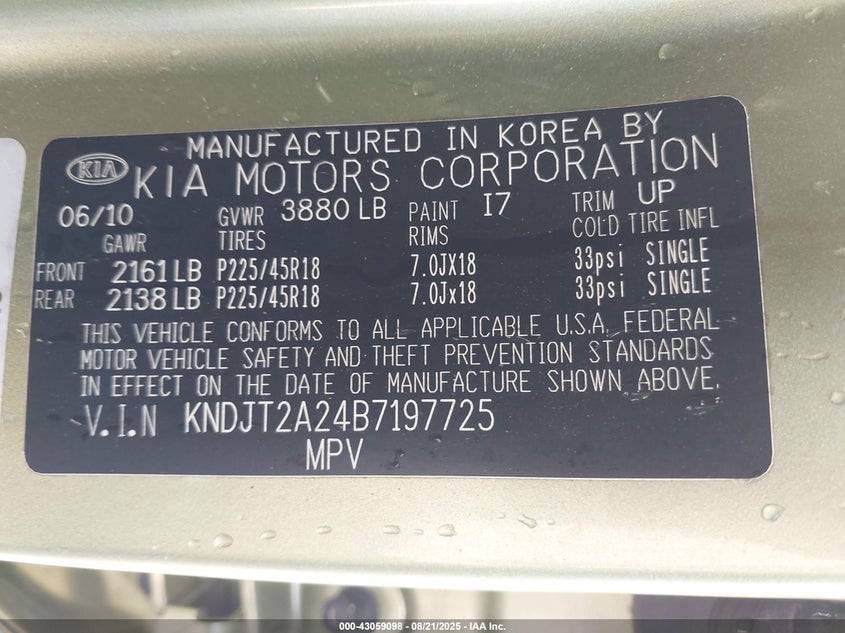 MANUFACTURED IN KOREA BY
KIA KIA MOTORS CORPORATION
06/10 GVWR 3880 LB PAINT I7 TRIM UP
GAWR TIRES RIMS COLD TIRE INFL
FRONT 2161 LB P225/45R18 7.0JX18 33psi SINGLE
REAR 2138 LB P225/45R18 7.0Jx18 33psi SINGLE
THIS VEHICLE CONFORMS TO ALL APPLICABLE U.S.A. FEDERAL
MOTOR VEHICLE SAFETY AND THEFT PREVENTION STANDARDS
IN EFFECT ON THE DATE OF MANUFACTURE SHOWN ABOVE.
V.I.N KNDJT2A24B7197725
MPV
000-43059098 - 08/21/2025 - IAA Inc.